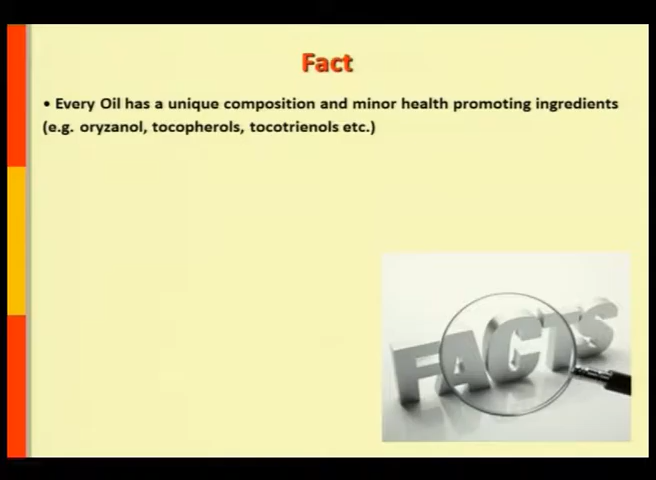 Fact
• Every Oil has a unique composition and minor health promoting ingredients
(e.g. oryzanol, tocopherols, tocotrienols etc.)
FACTS